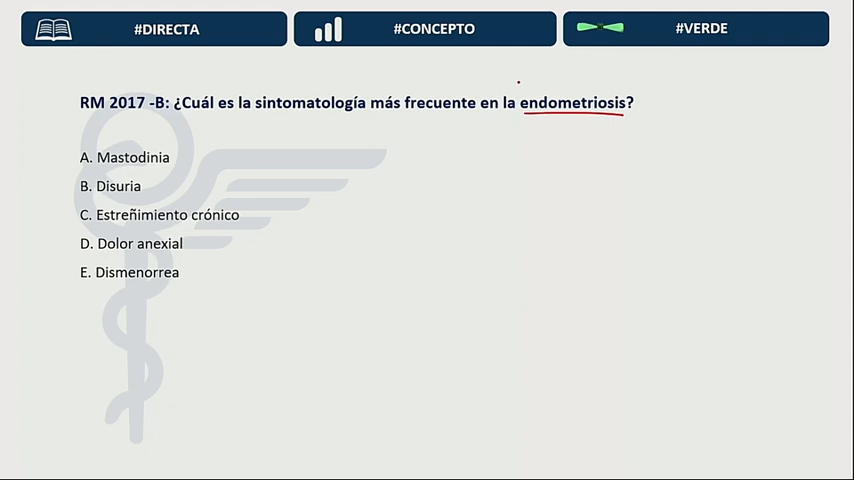 #DIRECTA
#CONCEPTO
#VERDE
RM 2017 -B: ¿Cuál es la sintomatología más frecuente en la endometriosis?
A. Mastodinia
B. Disuria
C. Estreñimiento crónico
D. Dolor anexial
E. Dismenorrea